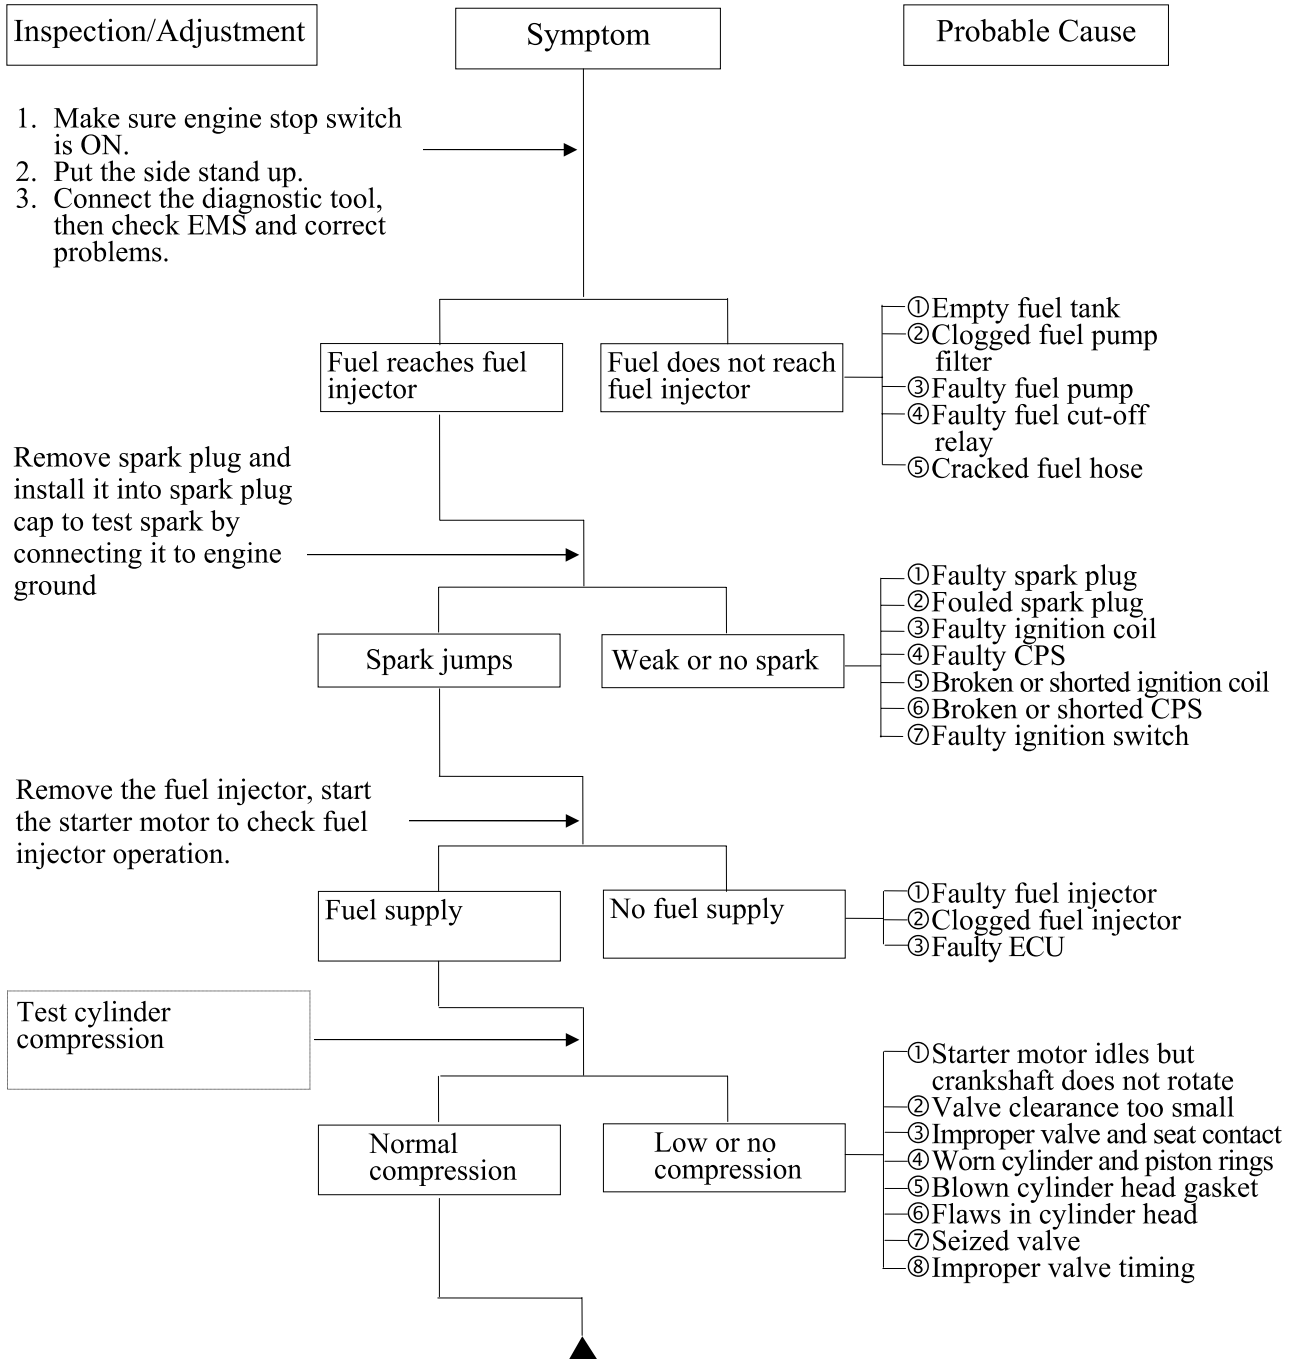 Inspection/Adjustment
Symptom
Probable Cause
1. Make sure engine stop switch
is ON.
2. Put the side stand up.
3. Connect the diagnostic tool,
then check EMS and correct
problems.
Fuel reaches fuel
injector
Fuel does not reach
fuel injector
①Empty fuel tank
②Clogged fuel pump
filter
③Faulty fuel pump
④Faulty fuel cut-off
relay
⑤Cracked fuel hose
Remove spark plug and
install it into spark plug
cap to test spark by
connecting it to engine
ground
Spark jumps
Weak or no spark
①Faulty spark plug
②Fouled spark plug
③Faulty ignition coil
④Faulty CPS
⑤Broken or shorted ignition coil
⑥Broken or shorted CPS
⑦Faulty ignition switch
Remove the fuel injector, start
the starter motor to check fuel
injector operation.
Fuel supply
No fuel supply
①Faulty fuel injector
②Clogged fuel injector
③Faulty ECU
Test cylinder
compression
Normal
compression
Low or no
compression
①Starter motor idles but
crankshaft does not rotate
②Valve clearance too small
③Improper valve and seat contact
④Worn cylinder and piston rings
⑤Blown cylinder head gasket
⑥Flaws in cylinder head
⑦Seized valve
⑧Improper valve timing